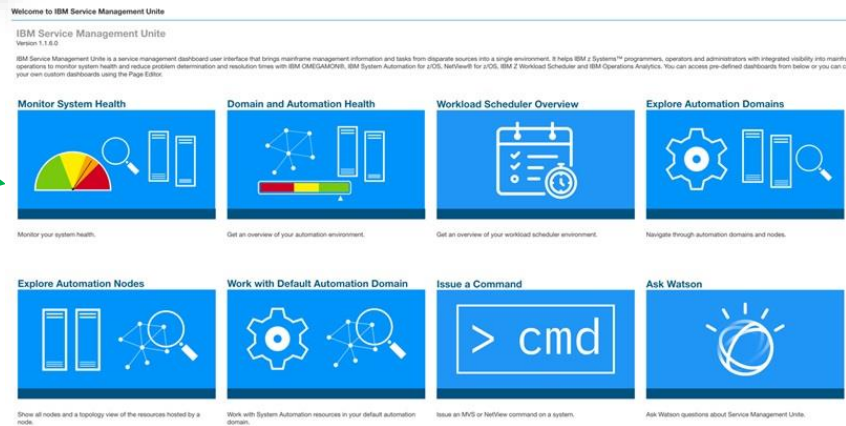 Welcome to IBM Service Management Unite
IBM Service Management Unite
Version 1.1.6.0
IBM Service Management Unite is a service management dashboard user interface that brings mainframe management information and tasks from disparate sources into a single environment. It helps IBM z Systems™ programmers, operators and administrators with integrated visibility into
operations to monitor system health and reduce problem determination and resolution times with IBM OMEGAMON®, IBM System Automation for z/OS, NetView® for z/OS, IBM Z Workload Scheduler and IBM Operations Analytics. You can access pre-defined dashboards from below or you can
your own custom dashboards using the Page Editor.
Monitor System Health
Domain and Automation Health
Workload Scheduler Overview
Explore Automation Domains
Monitor your system health.
Get an overview of your automation environment.
Get an overview of your workload scheduler environment.
Navigate through automation domains and nodes.
Explore Automation Nodes
Work with Default Automation Domain
Issue a Command
Ask Watson
> cmd
Show all nodes and a topology view of the resources hosted by a
node.
Work with System Automation resources in your default automation
domain.
Issue an MVS or NetView command on a system.
Ask Watson questions about Service Management Unite.